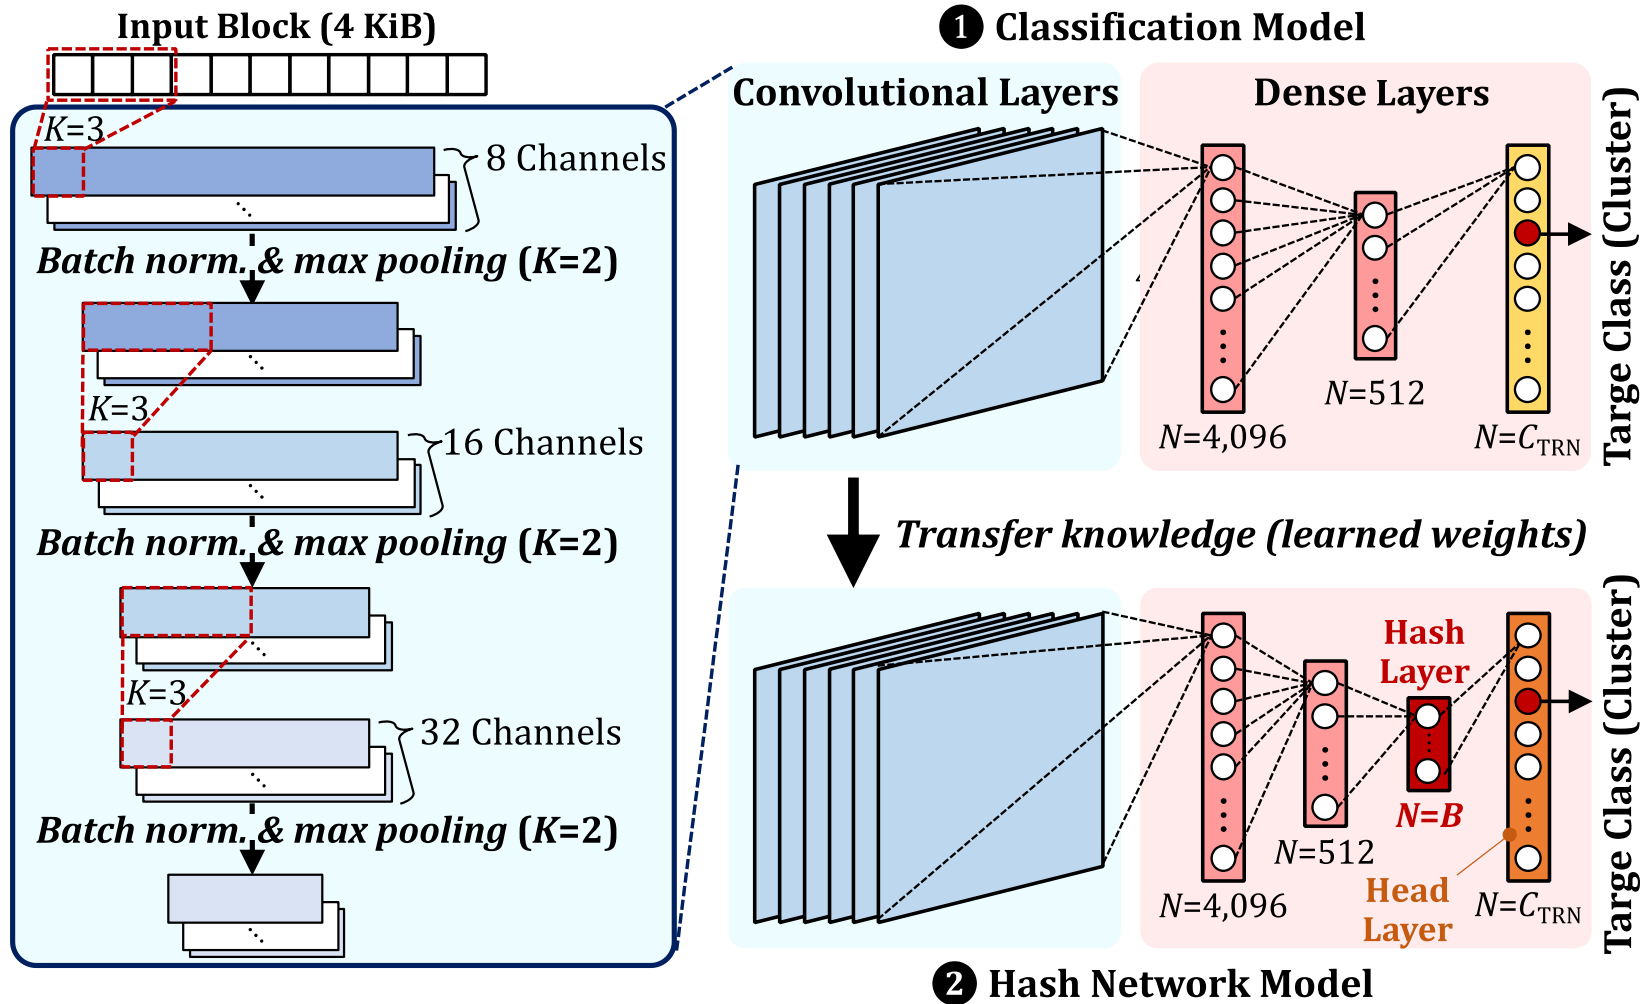 Input Block (4 KiB)
K=3
8 Channels
Batch norm. & max pooling (K=2)
K=3
16 Channels
Batch norm. & max pooling (K=2)
K=3
32 Channels
Batch norm. & max pooling (K=2)
❶ Classification Model
Convolutional Layers
Dense Layers
N=4,096
N=512
N=C_TRN
Targe Class (Cluster)
Transfer knowledge (learned weights)
Hash
Layer
N=B
N=512
N=4,096
Head
Layer
N=C_TRN
Targe Class (Cluster)
❷ Hash Network Model